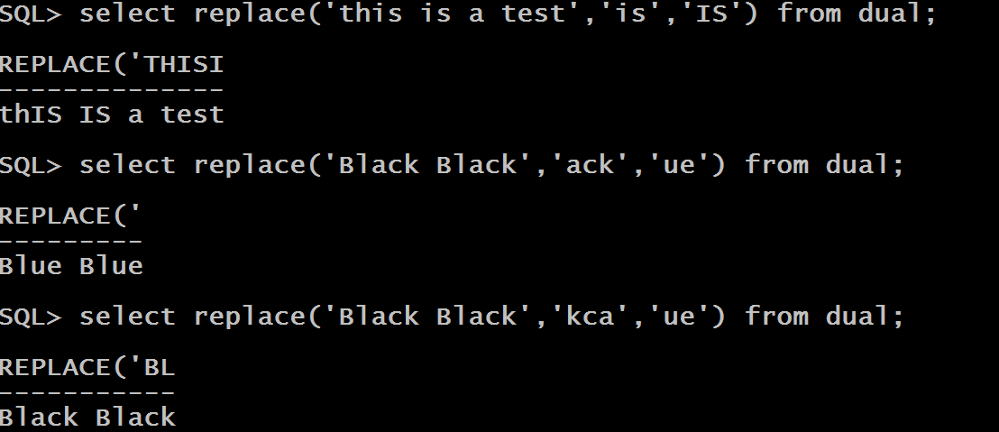 SQL> select replace('this is a test','is','IS') from dual;
REPLACE('THISI
--------------
thIS IS a test
SQL> select replace('Black Black','ack','ue') from dual;
REPLACE('
---------
Blue Blue
SQL> select replace('Black Black','kca','ue') from dual;
REPLACE('BL
-----------
Black Black